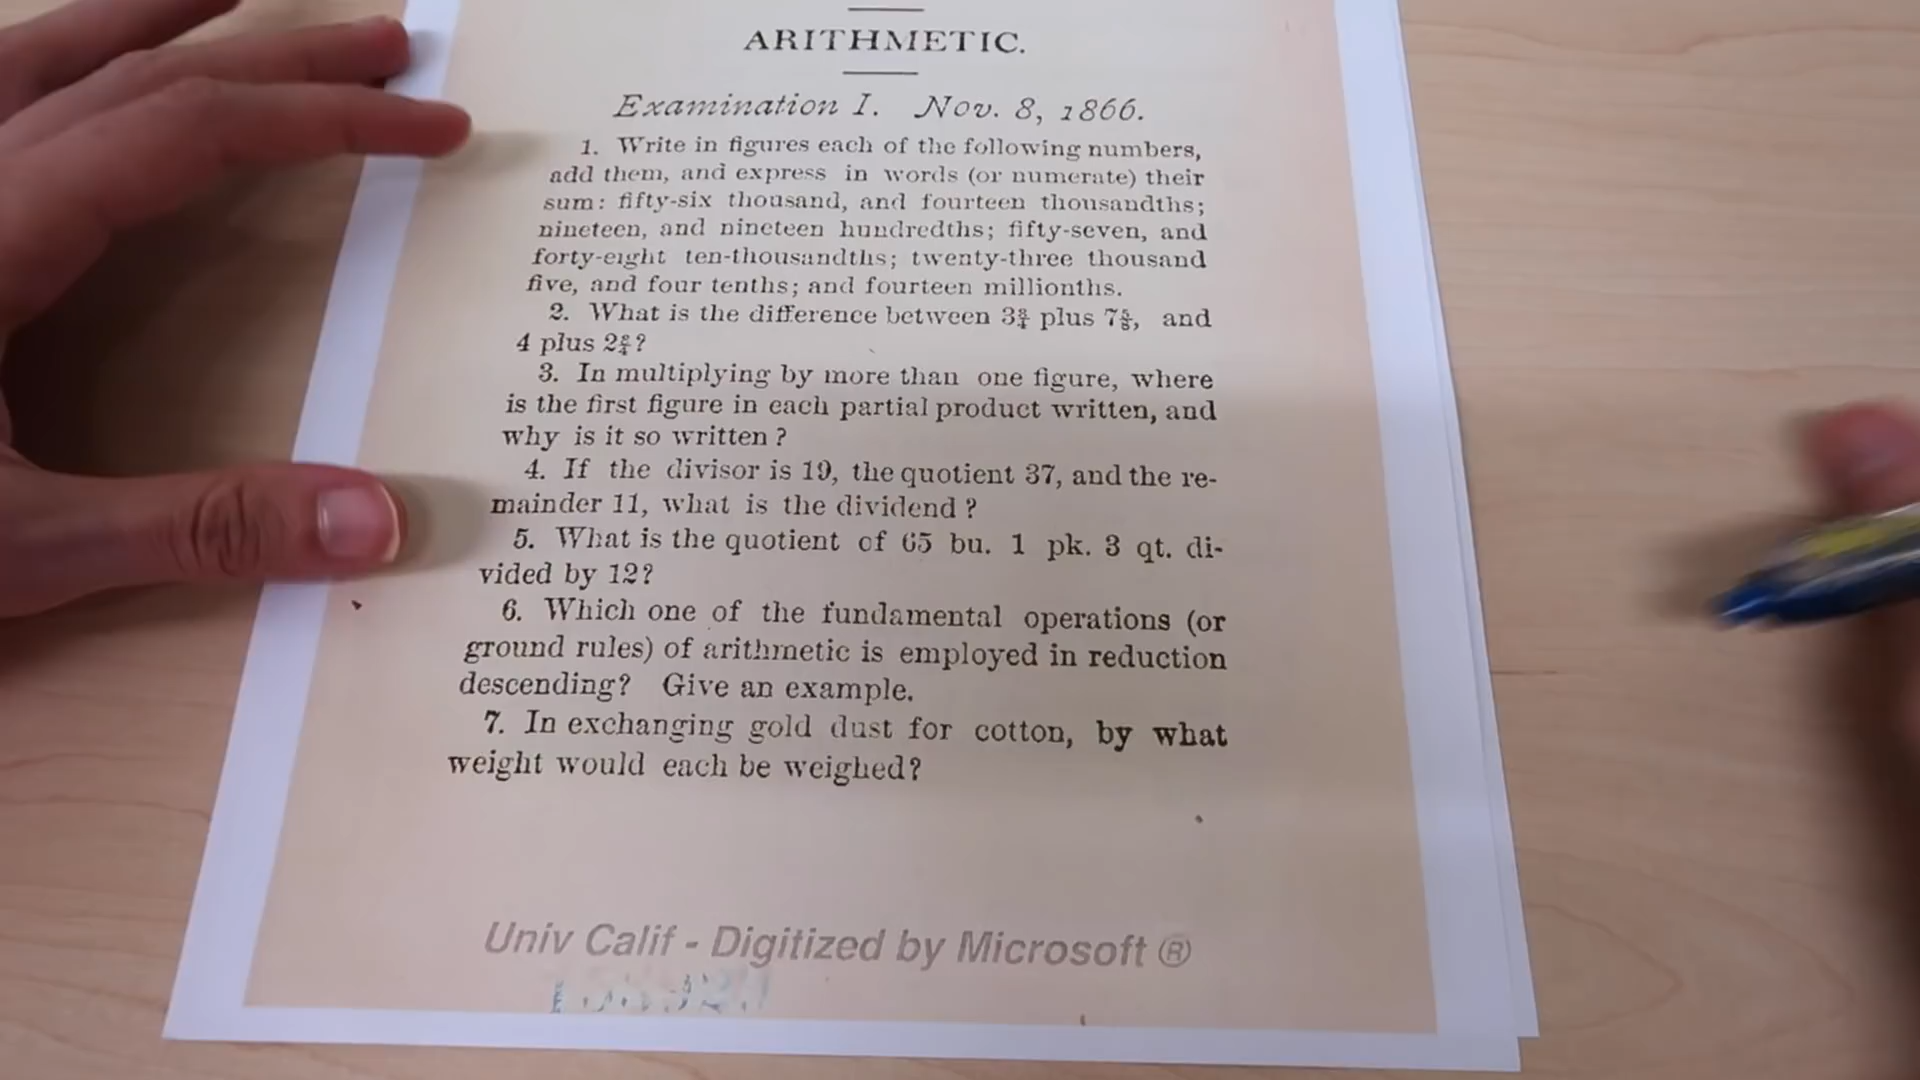 ARITHMETIC.
Examination I. Nov. 8, 1866.
1. Write in figures each of the following numbers,
add them, and express in words (or numerate) their
sum: fifty-six thousand, and fourteen thousandths;
nineteen, and nineteen hundredths; fifty-seven, and
forty-eight ten-thousandths; twenty-three thousand
five, and four tenths; and fourteen millionths.
2. What is the difference between 3¾ plus 7⅝, and
4 plus
3. In multiplying by more than one figure, where
is the first figure in each partial product written, and
why is it so written ?
4. If the divisor is 19, the quotient 37, and the re-
mainder 11, what is the dividend ?
5. What is the quotient of 65 bu. 1 pk. 3 qt. di-
vided by 12?
6. Which one of the fundamental operations (or
ground rules) of arithmetic is employed in reduction
descending? Give an example.
7. In exchanging gold dust for cotton, by what
weight would each be weighed?
Univ Calif - Digitized by Microsoft ®